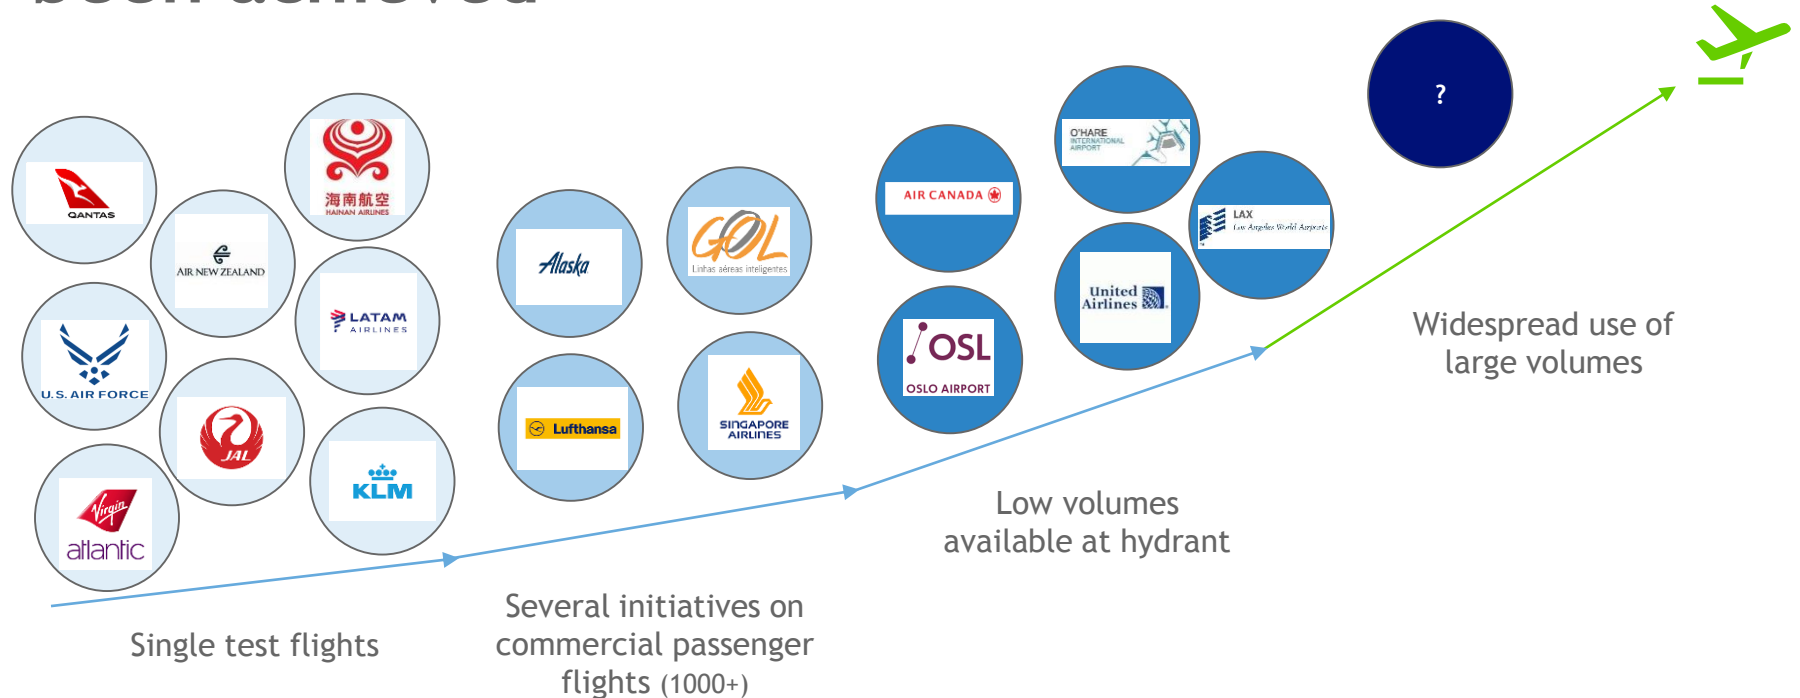 been achieved
QANTAS
AIR NEW ZEALAND
海南航空
HAINAN AIRLINES
U.S. AIR FORCE
LATAM
AIRLINES
JAL
Virgin
atlantic
KLM
Single test flights
Alaska
GOL
Linhas aéreas inteligentes
Lufthansa
SINGAPORE
AIRLINES
Several initiatives on
commercial passenger
flights (1000+)
AIR CANADA
O'HARE
INTERNATIONAL
AIRPORT
LAX
Los Angeles World Airports
United
Airlines
OSL
OSLO AIRPORT
Low volumes
available at hydrant
?
Widespread use of
large volumes